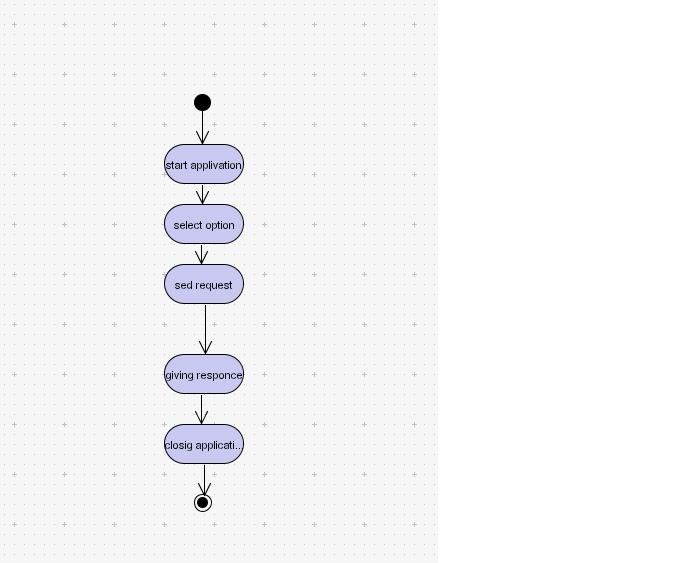 start applivation
select option
sed request
giving responce
closig applicati...